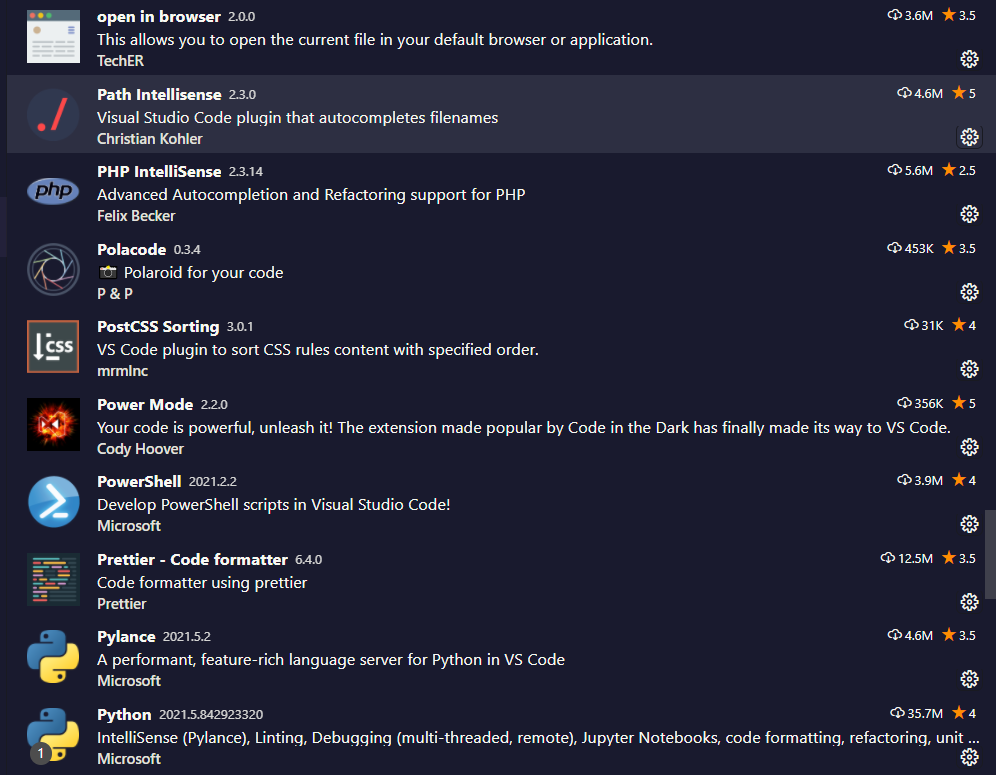 open in browser 2.0.0 3.6M 3.5
This allows you to open the current file in your default browser or application.
TechER
Path Intellisense 2.3.0 4.6M 5
Visual Studio Code plugin that autocompletes filenames
Christian Kohler
php
PHP IntelliSense 2.3.14 5.6M 2.5
Advanced Autocompletion and Refactoring support for PHP
Felix Becker
Polacode 0.3.4 453K 3.5
📷 Polaroid for your code
P & P
css
PostCSS Sorting 3.0.1 31K 4
VS Code plugin to sort CSS rules content with specified order.
mrmlnc
Power Mode 2.2.0 356K 5
Your code is powerful, unleash it! The extension made popular by Code in the Dark has finally made its way to VS Code.
Cody Hoover
PowerShell 2021.2.2 3.9M 4
Develop PowerShell scripts in Visual Studio Code!
Microsoft
Prettier - Code formatter 6.4.0 12.5M 3.5
Code formatter using prettier
Prettier
Pylance 2021.5.2 4.6M 3.5
A performant, feature-rich language server for Python in VS Code
Microsoft
Python 2021.5.842923320 35.7M 4
IntelliSense (Pylance), Linting, Debugging (multi-threaded, remote), Jupyter Notebooks, code formatting, refactoring, unit ...
1
Microsoft